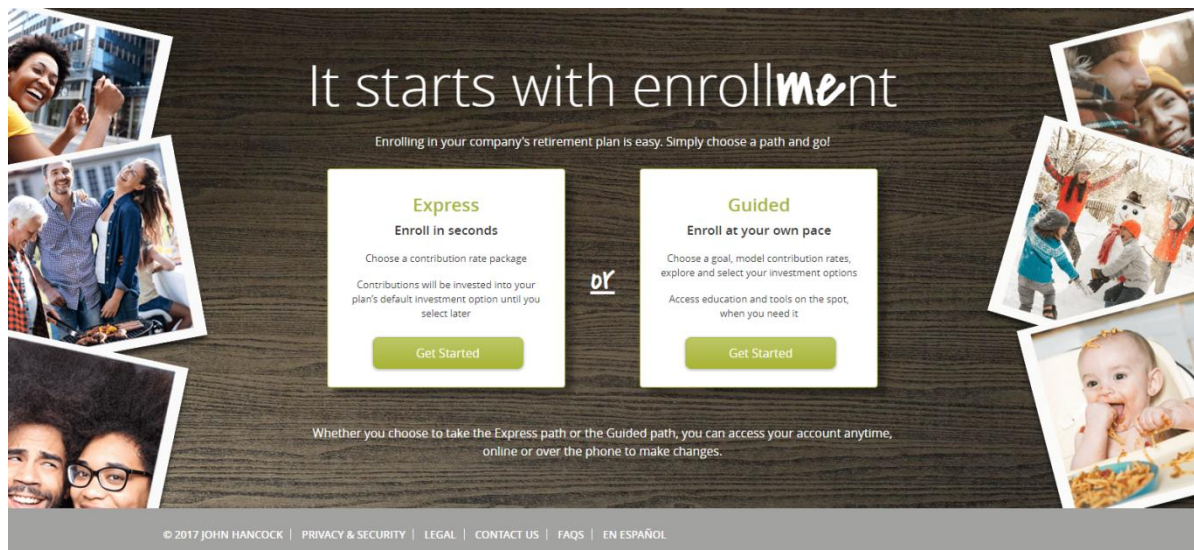 It starts with enrollment
Enrolling in your company's retirement plan is easy. Simply choose a path and go!
Express
Enroll in seconds
Choose a contribution rate package
Contributions will be invested into your
plan's default investment option until you
select later
Get Started
or
Guided
Enroll at your own pace
Choose a goal, model contribution rates,
explore and select your investment options
Access education and tools on the spot,
when you need it
Get Started
Whether you choose to take the Express path or the Guided path, you can access your account anytime,
online or over the phone to make changes.
© 2017 JOHN HANCOCK | PRIVACY & SECURITY | LEGAL | CONTACT US | FAQS | EN ESPAÑOL